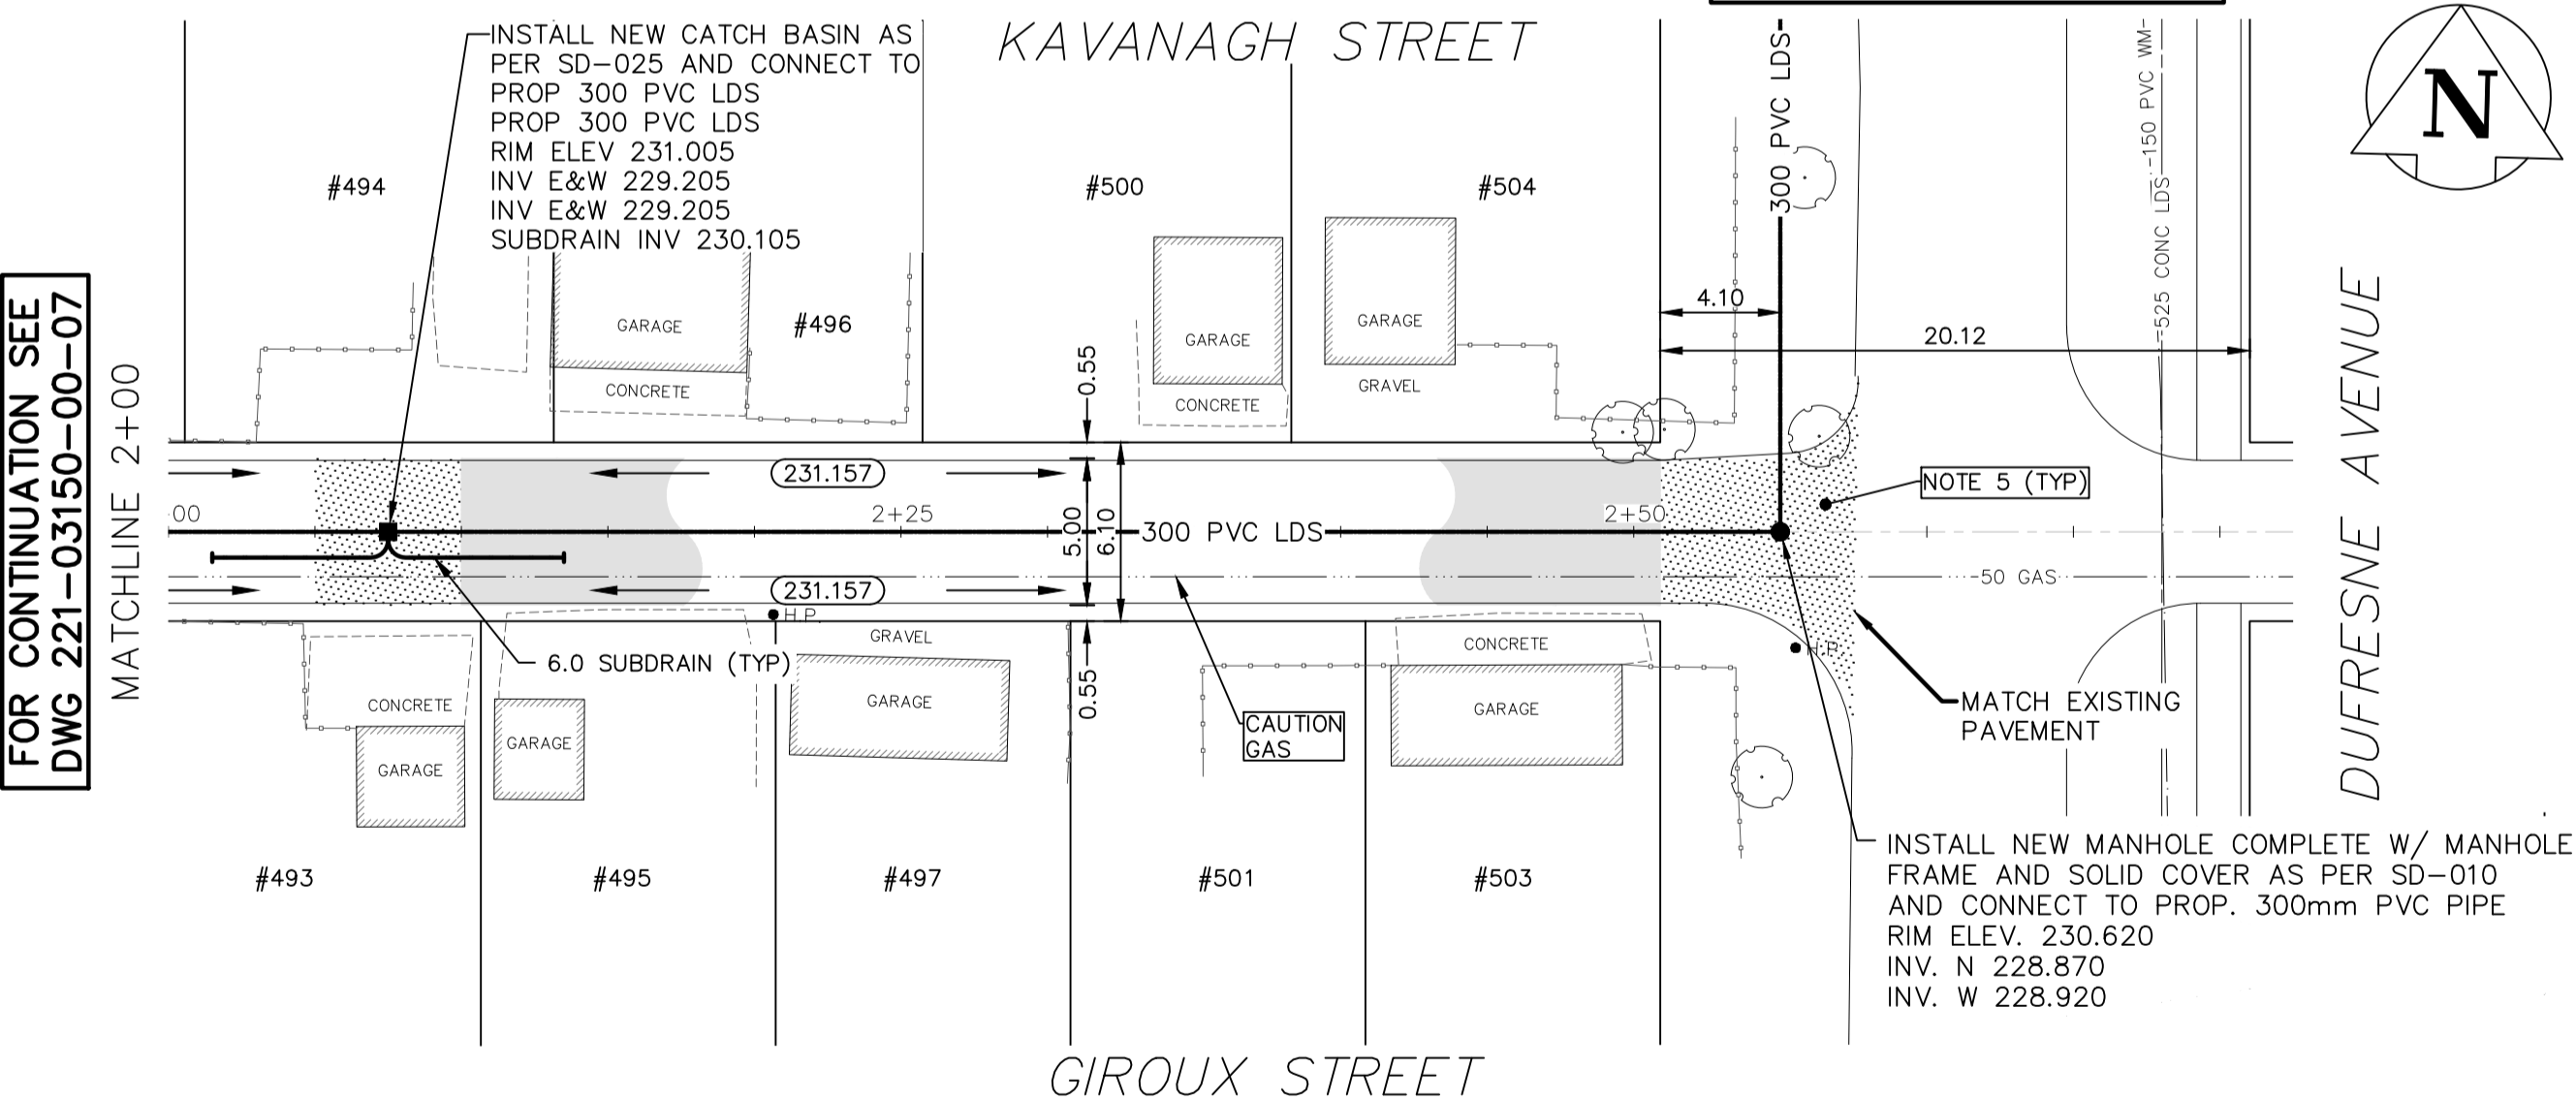 KAVANAGH STREET
INSTALL NEW CATCH BASIN AS
PER SD-025 AND CONNECT TO
PROP 300 PVC LDS
PROP 300 PVC LDS
RIM ELEV 231.005
INV E&W 229.205
INV E&W 229.205
SUBDRAIN INV 230.105
300 PVC LDS
150 PVC WM
525 CONC LDS
N
#494
#496
#500
#504
GARAGE
CONCRETE
GARAGE
CONCRETE
GARAGE
GRAVEL
4.10
20.12
0.55
FOR CONTINUATION SEE
DWG 221-03150-00-07
MATCHLINE 2+00
DUFRESNE AVENUE
231.157
NOTE 5 (TYP)
00
2+25
2+50
5.00
6.10
300 PVC LDS
50 GAS
231.157
H.P.
H.P.
6.0 SUBDRAIN (TYP)
GRAVEL
CONCRETE
0.55
CONCRETE
GARAGE
GARAGE
GARAGE
GARAGE
CAUTION
GAS
MATCH EXISTING
PAVEMENT
#493
#495
#497
#501
#503
INSTALL NEW MANHOLE COMPLETE W/ MANHOLE
FRAME AND SOLID COVER AS PER SD-010
AND CONNECT TO PROP. 300mm PVC PIPE
RIM ELEV. 230.620
INV. N 228.870
INV. W 228.920
GIROUX STREET